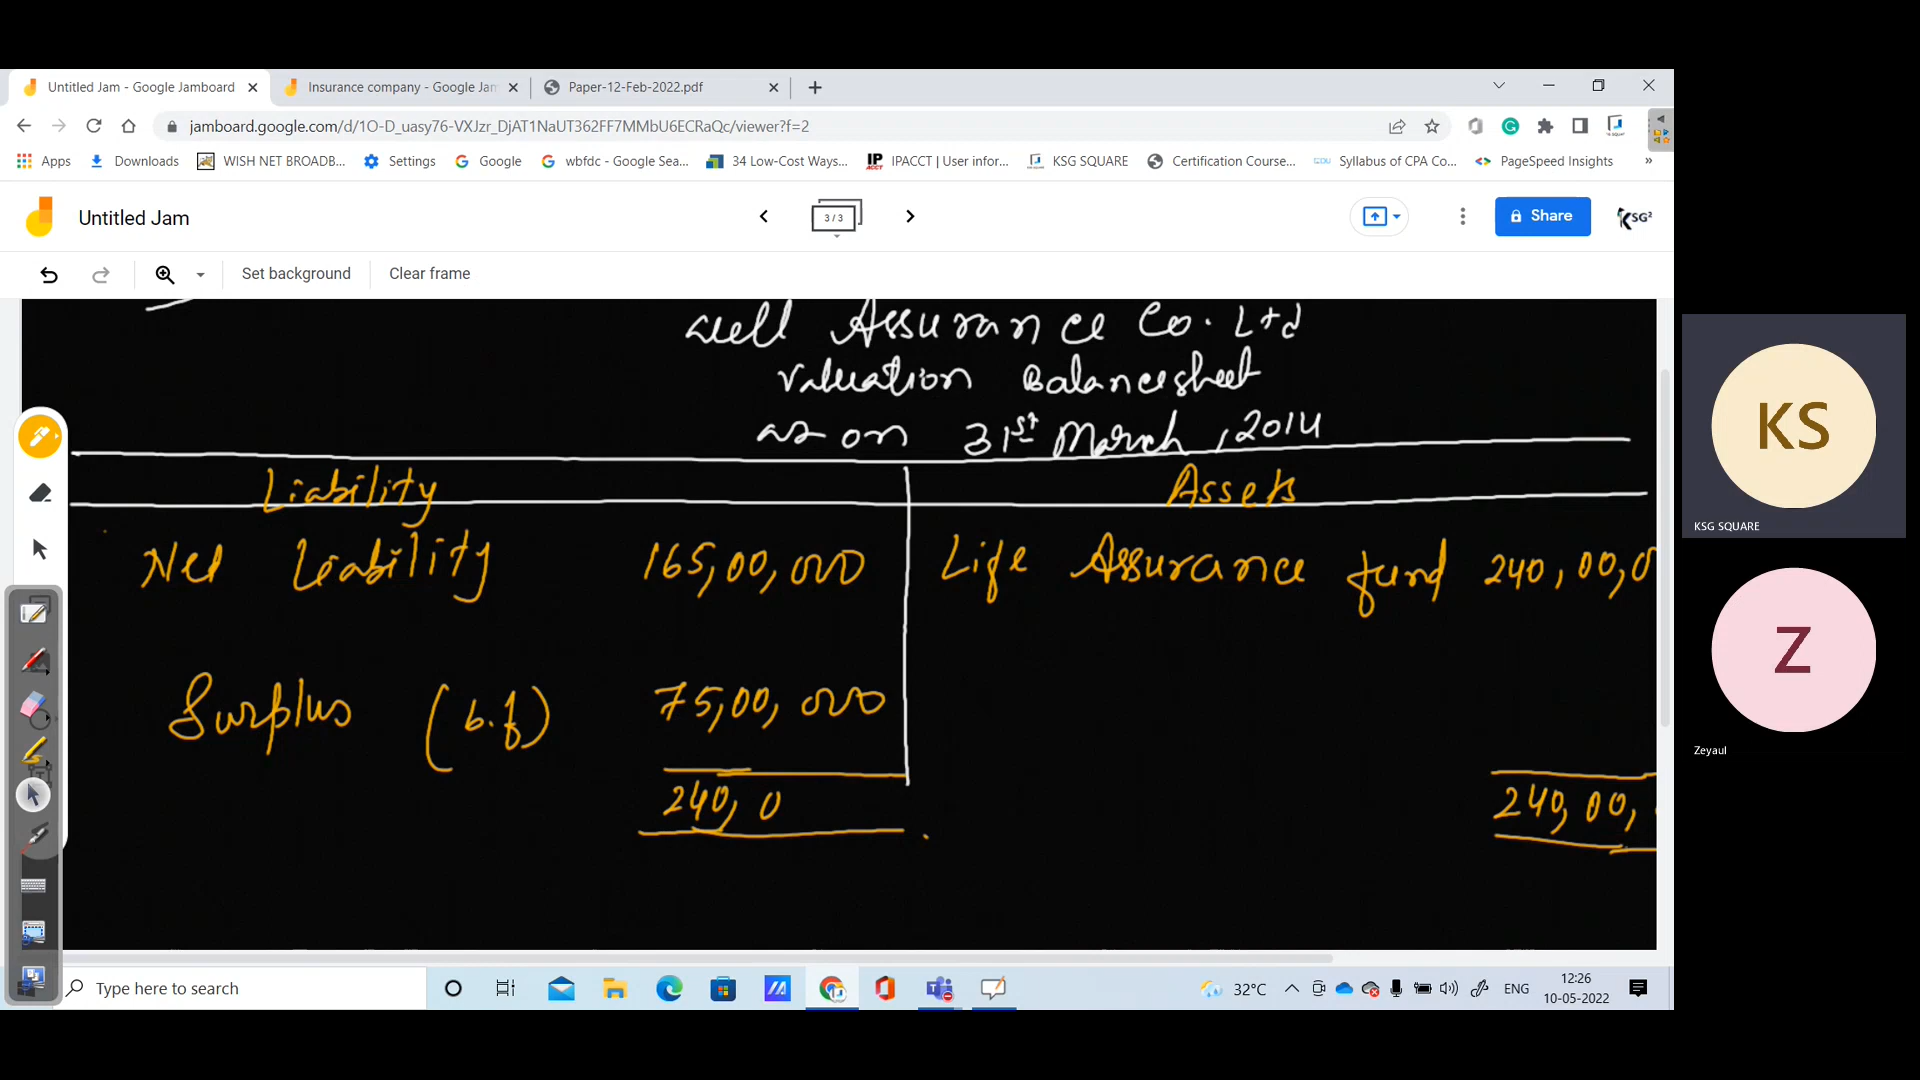 Untitled Jam - Google Jamboard
Insurance company - Google Jam
Paper-12-Feb-2022.pdf
jamboard.google.com/d/1O-D_uasy76-VXJzr_DjAT1NaUT362FF7MMbU6ECRaQc/viewer?f=2
Apps Downloads WISH NET BROADB... Settings Google wbfdc - Google Sea... 34 Low-Cost Ways... IPACCT | User infor... KSG SQUARE Certification Course... Syllabus of CPA Co... PageSpeed Insights »
Untitled Jam
3 / 3
Share
KSG²
Set background Clear frame
Well Assurance Co. Ltd
Valuation Balancesheet
as on 31st March, 2014
Liability Assets
Net Liability 165,00,000 Life Assurance fund 240,00,0
Surplus (b.f) 75,00,000
240, 0 240,00,
KS
KSG SQUARE
Z
Zeyaul
Type here to search
32°C
ENG
12:26
10-05-2022